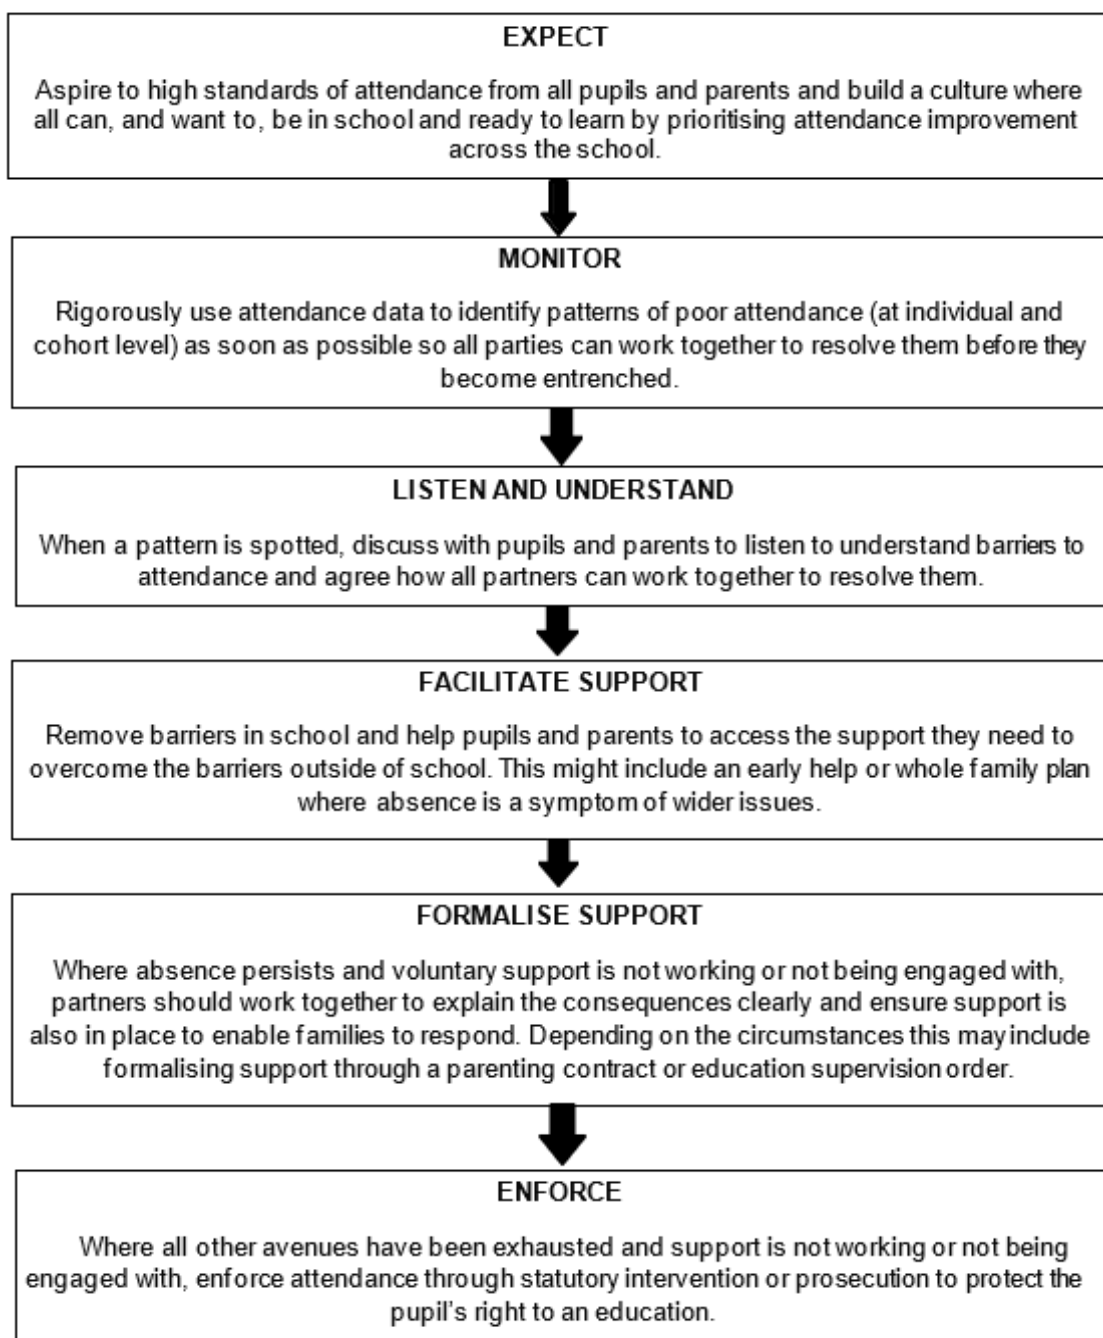 EXPECT
Aspire to high standards of attendance from all pupils and parents and build a culture where
all can, and want to, be in school and ready to learn by prioritising attendance improvement
across the school.
MONITOR
Rigorously use attendance data to identify patterns of poor attendance (at individual and
cohort level) as soon as possible so all parties can work together to resolve them before they
become entrenched.
LISTEN AND UNDERSTAND
When a pattern is spotted, discuss with pupils and parents to listen to understand barriers to
attendance and agree how all partners can work together to resolve them.
FACILITATE SUPPORT
Remove barriers in school and help pupils and parents to access the support they need to
overcome the barriers outside of school. This might include an early help or whole family plan
where absence is a symptom of wider issues.
FORMALISE SUPPORT
Where absence persists and voluntary support is not working or not being engaged with,
partners should work together to explain the consequences clearly and ensure support is
also in place to enable families to respond. Depending on the circumstances this may include
formalising support through a parenting contract or education supervision order.
ENFORCE
Where all other avenues have been exhausted and support is not working or not being
engaged with, enforce attendance through statutory intervention or prosecution to protect the
pupil's right to an education.